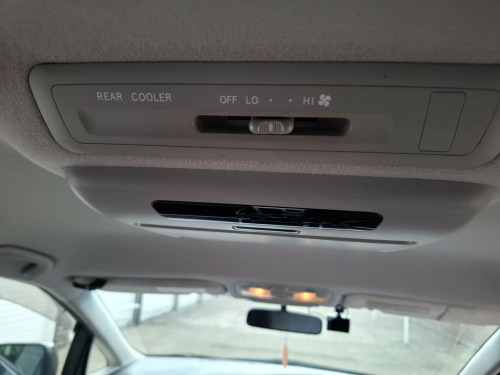 REAR COOLER OFF LO • • HI